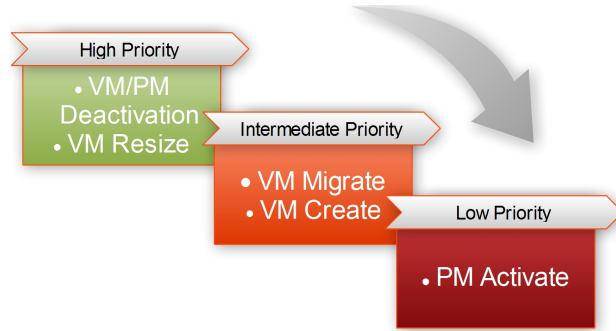 High Priority
• VM/PM
Deactivation
• VM Resize
Intermediate Priority
• VM Migrate
• VM Create
Low Priority
• PM Activate